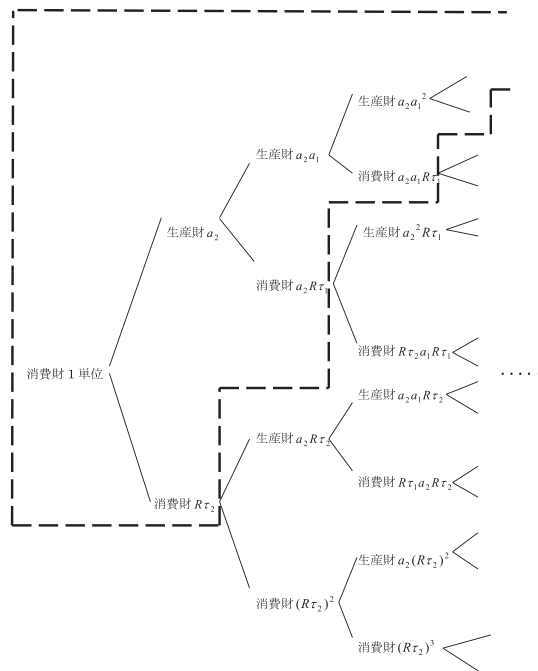 生産財 a₂a₁²
生産財 a₂a₁
消費財 a₂a₁Rτ₁
生産財 a₂
生産財 a₂²Rτ₁
消費財 a₂Rτ₁
消費財 Rτ₂a₁Rτ₁
消費財 1 単位
‥‥
生産財 a₂a₁Rτ₂
生産財 a₂Rτ₂
消費財 Rτ₁a₂Rτ₂
消費財 Rτ₂
生産財 a₂(Rτ₂)²
消費財 (Rτ₂)²
消費財 (Rτ₂)³